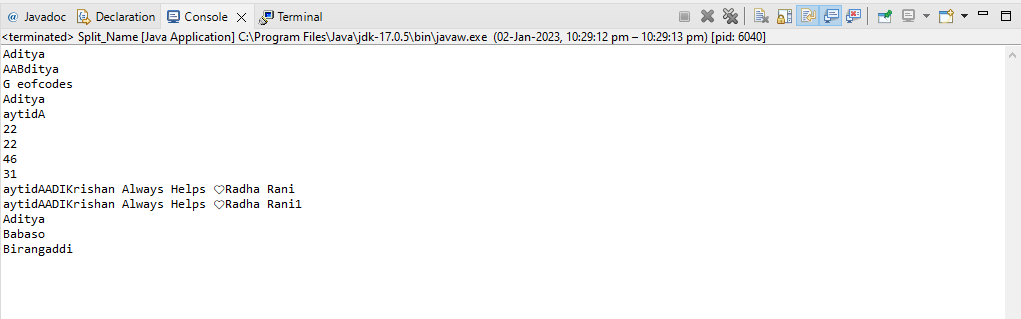 Javadoc Declaration Console Terminal
<terminated> Split_Name [Java Application] C:\Program Files\Java\jdk-17.0.5\bin\javaw.exe (02-Jan-2023, 10:29:12 pm – 10:29:13 pm) [pid: 6040]
Aditya
AABditya
G eofcodes
Aditya
aytidA
22
22
46
31
aytidAADIKrishan Always Helps ♡Radha Rani
aytidAADIKrishan Always Helps ♡Radha Rani1
Aditya
Babaso
Birangaddi